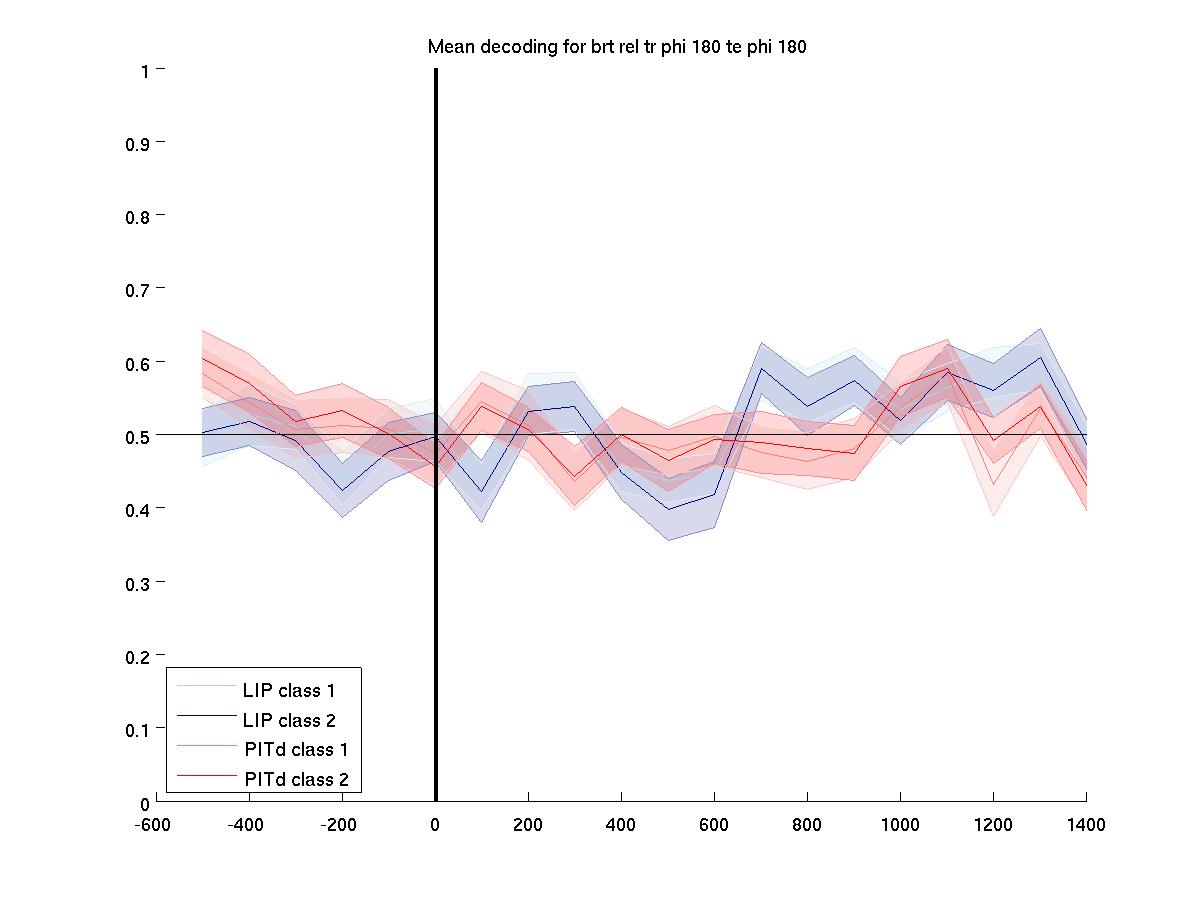 Mean decoding for brt rel tr phi 180 te phi 180
1
0.9
0.8
0.7
0.6
0.5
0.4
0.3
0.2
0.1
0
LIP class 1
LIP class 2
PITd class 1
PITd class 2
-600 -400 -200 0 200 400 600 800 1000 1200 1400